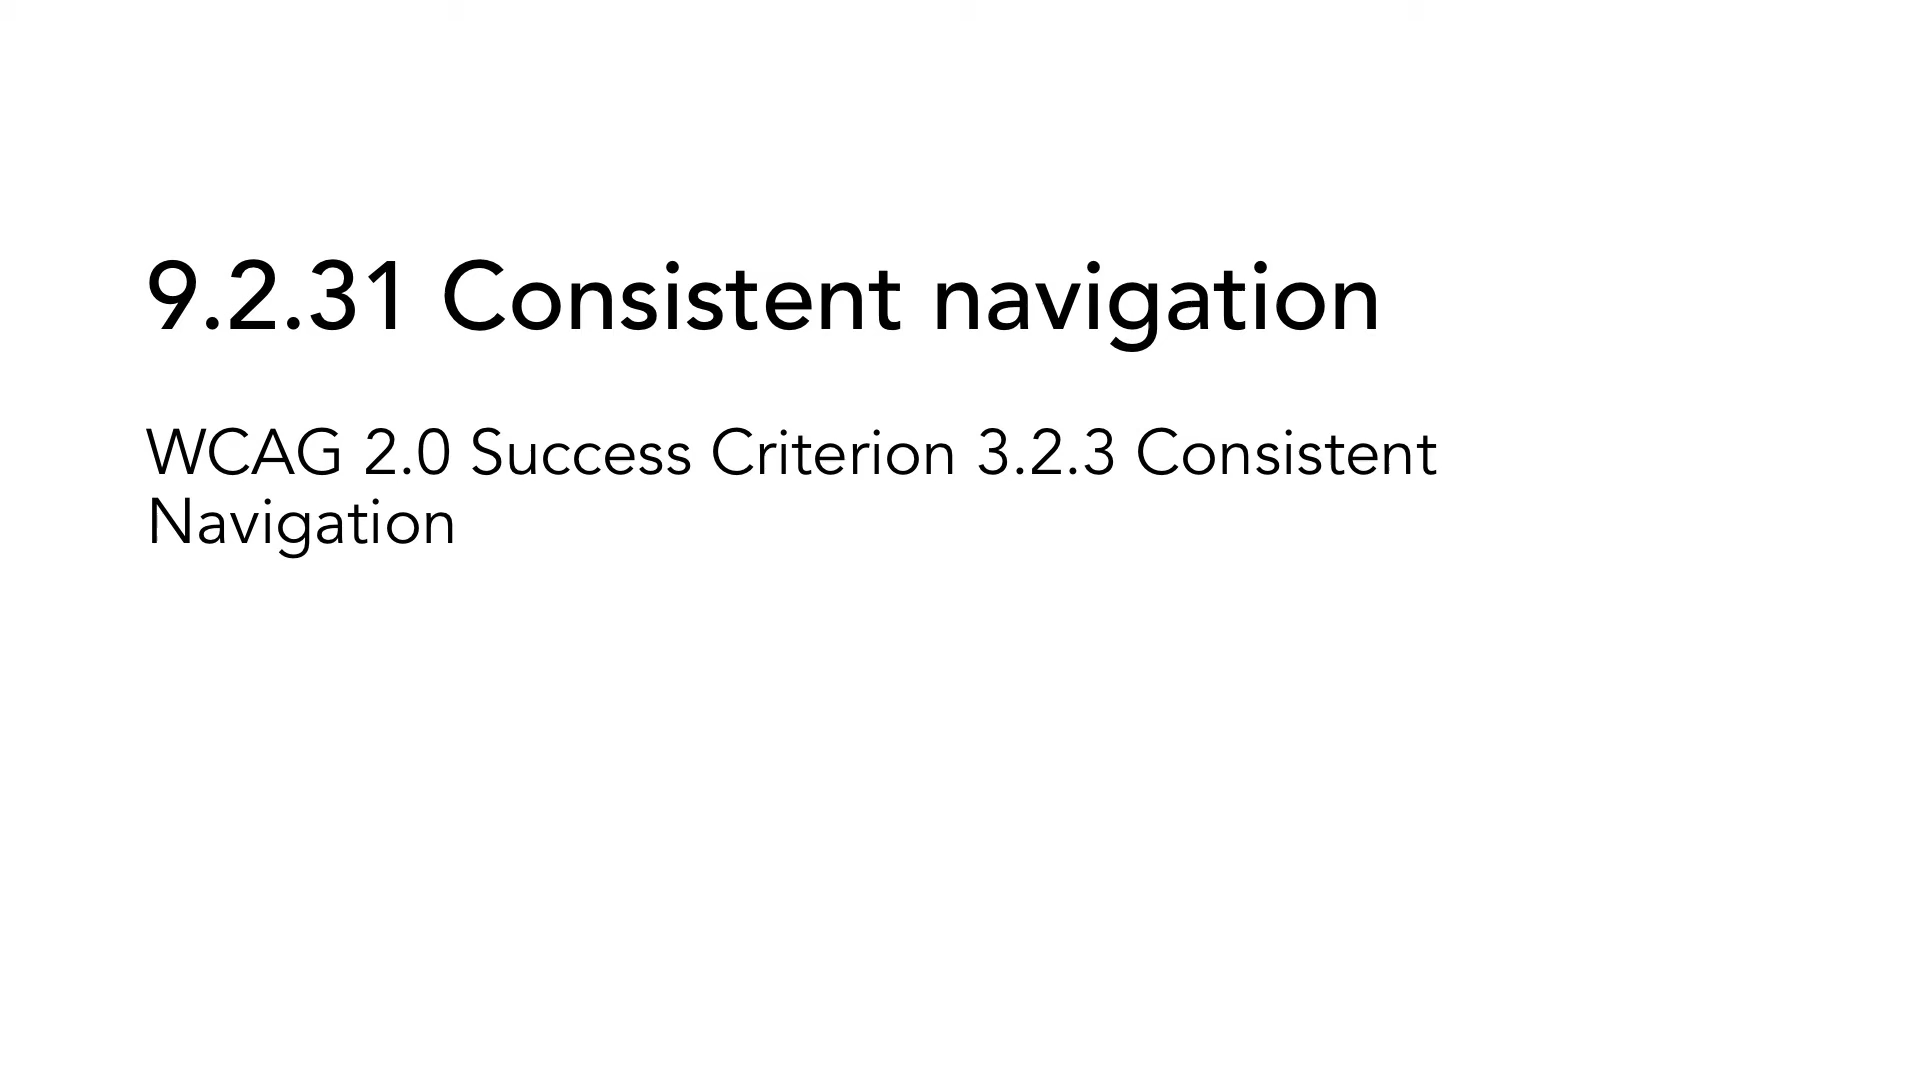 9.2.31 Consistent navigation
WCAG 2.0 Success Criterion 3.2.3 Consistent
Navigation